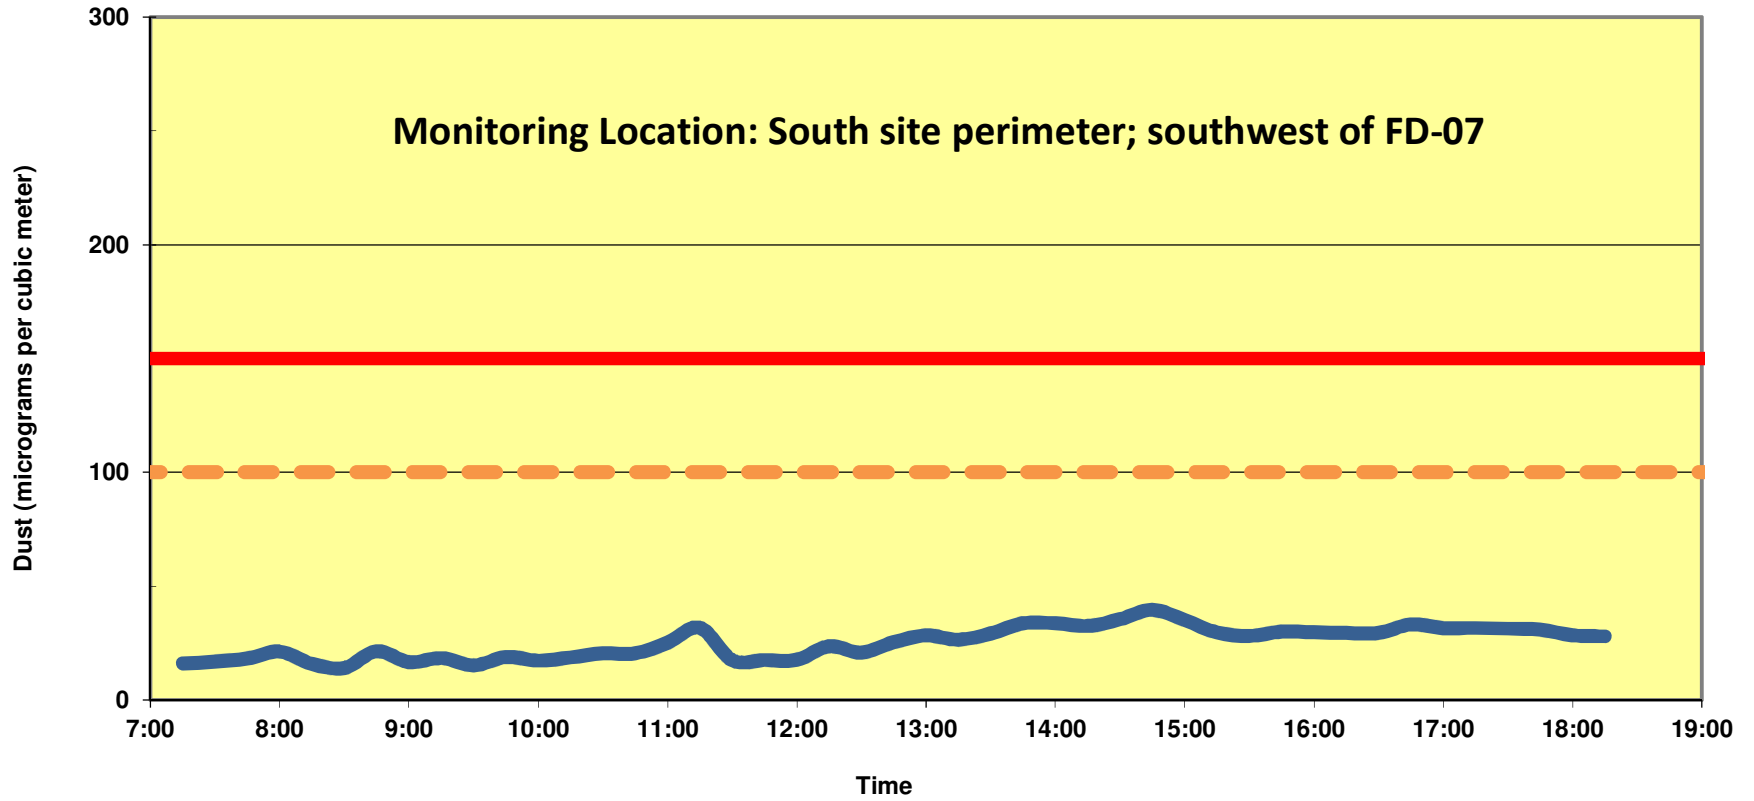 Monitoring Location: South site perimeter; southwest of FD-07
Dust (micrograms per cubic meter)
300
200
100
0
7:00 8:00 9:00 10:00 11:00 12:00 13:00 14:00 15:00 16:00 17:00 18:00 19:00
Time